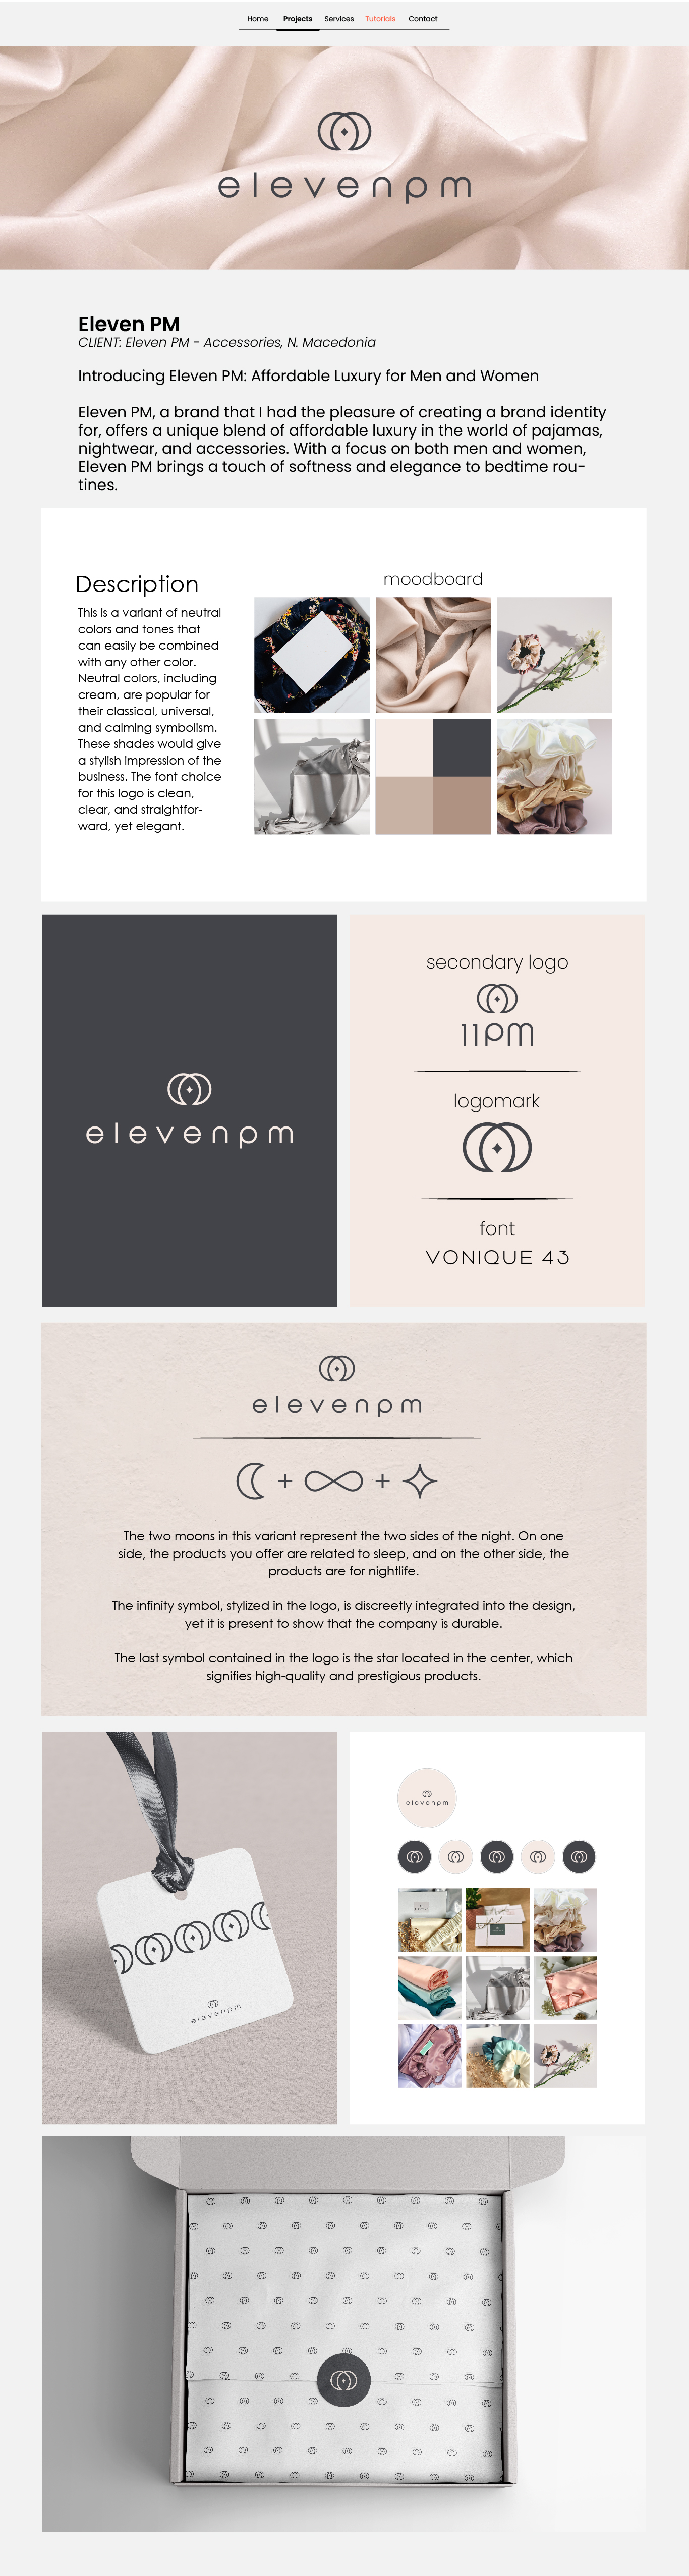 Home Projects Services Tutorials Contact
elevenpm
Eleven PM
CLIENT: Eleven PM - Accessories, N. Macedonia
Introducing Eleven PM: Affordable Luxury for Men and Women
Eleven PM, a brand that I had the pleasure of creating a brand identity
for, offers a unique blend of affordable luxury in the world of pajamas,
nightwear, and accessories. With a focus on both men and women,
Eleven PM brings a touch of softness and elegance to bedtime rou-
tines.
Description
This is a variant of neutral
colors and tones that
can easily be combined
with any other color.
Neutral colors, including
cream, are popular for
their classical, universal,
and calming symbolism.
These shades would give
a stylish impression of the
business. The font choice
for this logo is clean,
clear, and straightfor-
ward, yet elegant.
moodboard
elevenpm
secondary logo
11PM
logomark
font
VONIQUE 43
elevenpm
+ +
The two moons in this variant represent the two sides of the night. On one
side, the products you offer are related to sleep, and on the other side, the
products are for nightlife.
The infinity symbol, stylized in the logo, is discreetly integrated into the design,
yet it is present to show that the company is durable.
The last symbol contained in the logo is the star located in the center, which
signifies high-quality and prestigious products.
elevenpm
elevenpm